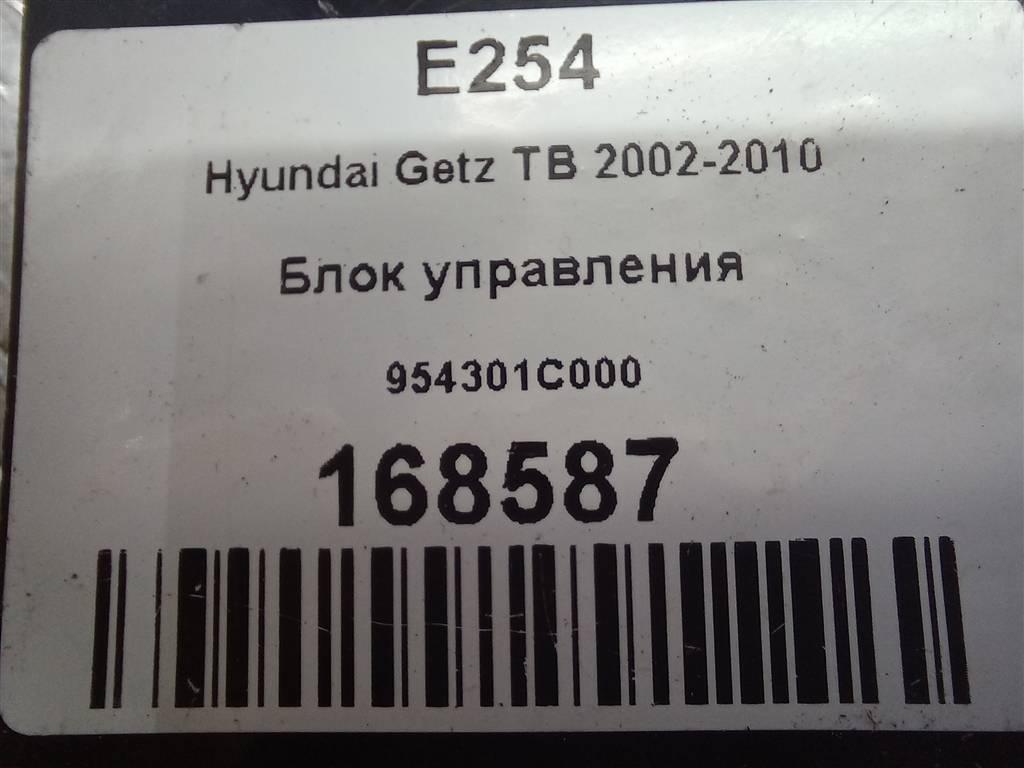 E254
Hyundai Getz TB 2002-2010
Блок управления
954301C000
168587